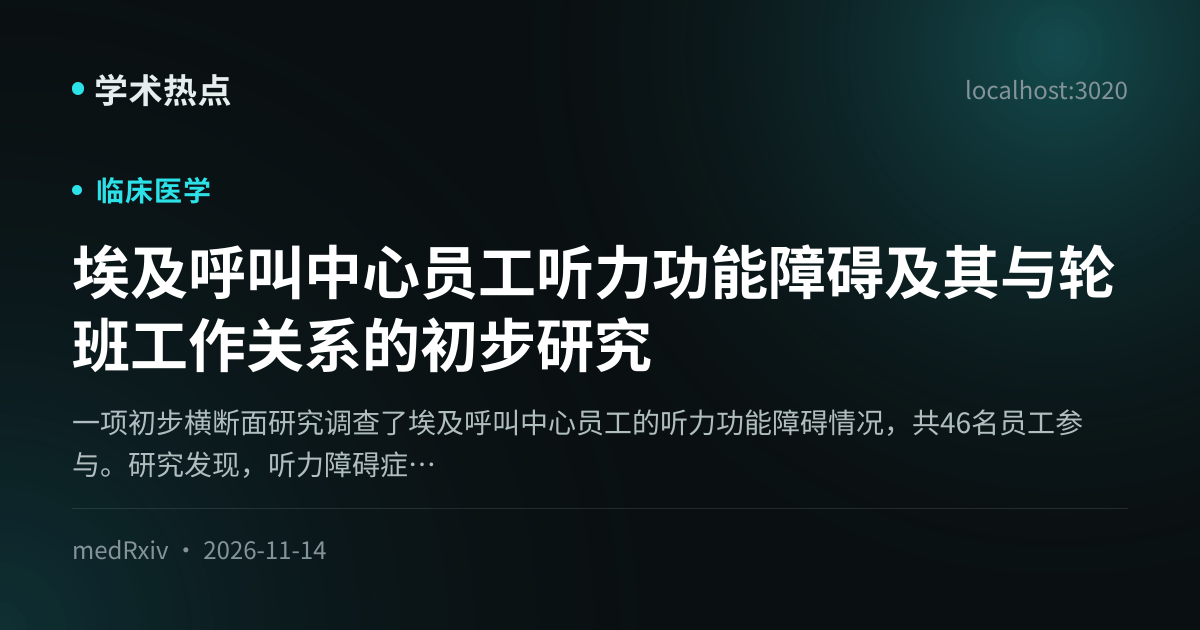 学术热点
localhost:3020
临床医学
埃及呼叫中心员工听力功能障碍及其与轮
班工作关系的初步研究
一项初步横断面研究调查了埃及呼叫中心员工的听力功能障碍情况，共46名员工参
与。研究发现，听力障碍症…
medRxiv · 2026-11-14